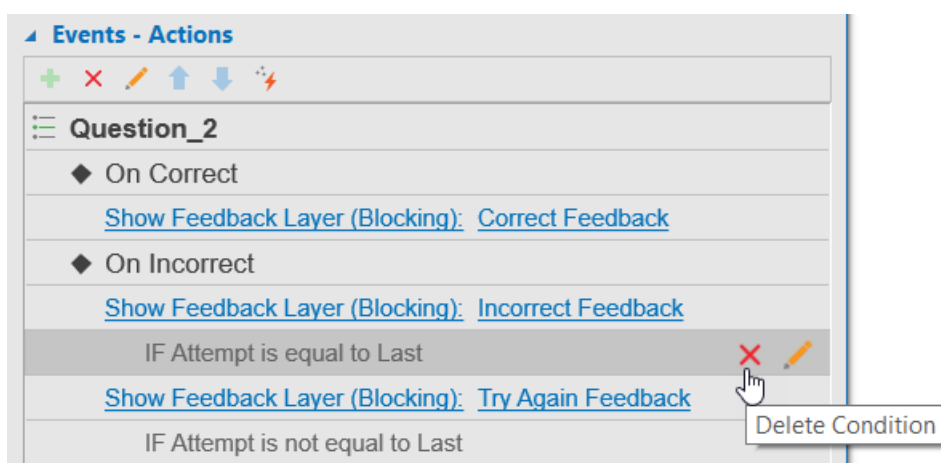 Events - Actions
Question_2
On Correct
Show Feedback Layer (Blocking): Correct Feedback
On Incorrect
Show Feedback Layer (Blocking): Incorrect Feedback
IF Attempt is equal to Last
Show Feedback Layer (Blocking): Try Again Feedback
Delete Condition
IF Attempt is not equal to Last